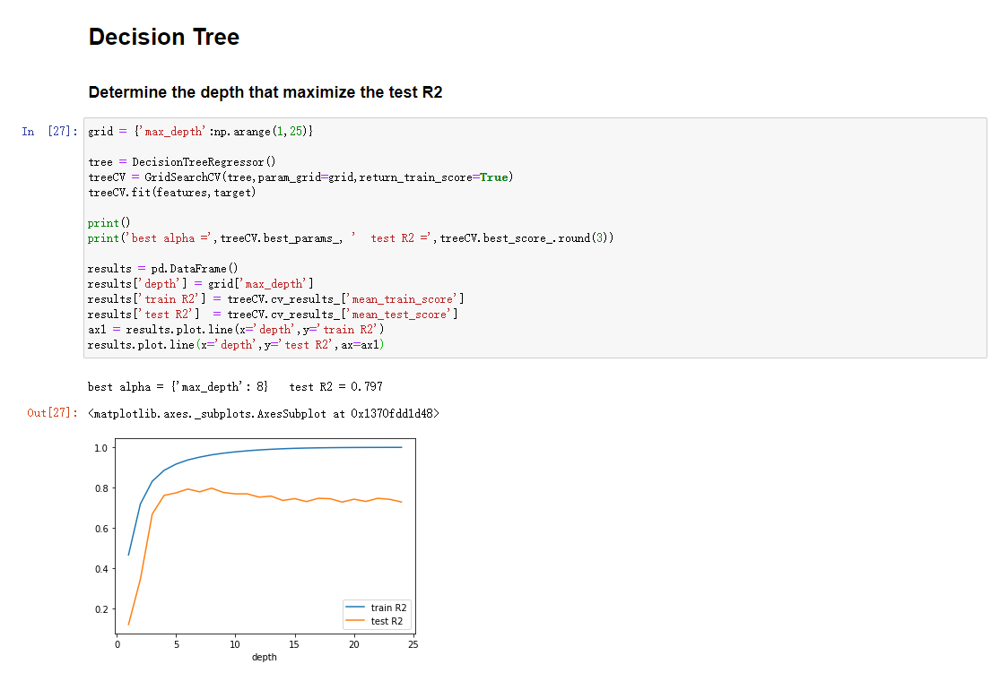 Decision Tree
Determine the depth that maximize the test R2
In [27]: grid = {'max_depth':np.arange(1,25)}
tree = DecisionTreeRegressor()
treeCV = GridSearchCV(tree,param_grid=grid,return_train_score=True)
treeCV.fit(features,target)
print()
print('best alpha =',treeCV.best_params_, '  test R2 =',treeCV.best_score_.round(3))
results = pd.DataFrame()
results['depth'] = grid['max_depth']
results['train R2'] = treeCV.cv_results_['mean_train_score']
results['test R2']  = treeCV.cv_results_['mean_test_score']
ax1 = results.plot.line(x='depth',y='train R2')
results.plot.line(x='depth',y='test R2',ax=ax1)
best alpha = {'max_depth': 8}   test R2 = 0.797
Out[27]: <matplotlib.axes._subplots.AxesSubplot at 0x1370fdd1d48>
1.0
0.8
0.6
0.4
0.2
train R2
test R2
0 5 10 15 20 25
depth